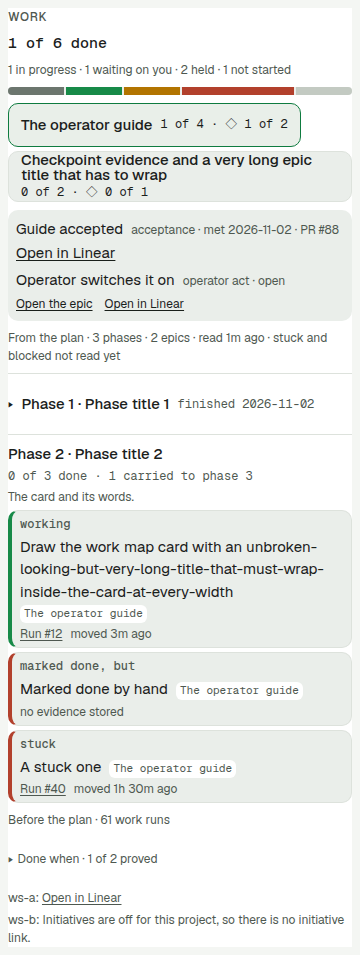 WORK
1 of 6 done
1 in progress · 1 waiting on you · 2 held · 1 not started
The operator guide 1 of 4 · ◇ 1 of 2
Checkpoint evidence and a very long epic
title that has to wrap
0 of 2 · ◇ 0 of 1
Guide accepted acceptance · met 2026-11-02 · PR #88
Open in Linear
Operator switches it on operator act · open
Open the epic Open in Linear
From the plan · 3 phases · 2 epics · read 1m ago · stuck and
blocked not read yet
▸ Phase 1 · Phase title 1 finished 2026-11-02
Phase 2 · Phase title 2
0 of 3 done · 1 carried to phase 3
The card and its words.
working
Draw the work map card with an unbroken-
looking-but-very-long-title-that-must-wrap-
inside-the-card-at-every-width
The operator guide
Run #12 moved 3m ago
marked done, but
Marked done by hand The operator guide
no evidence stored
stuck
A stuck one The operator guide
Run #40 moved 1h 30m ago
Before the plan · 61 work runs
▸ Done when · 1 of 2 proved
ws-a: Open in Linear
ws-b: Initiatives are off for this project, so there is no initiative
link.